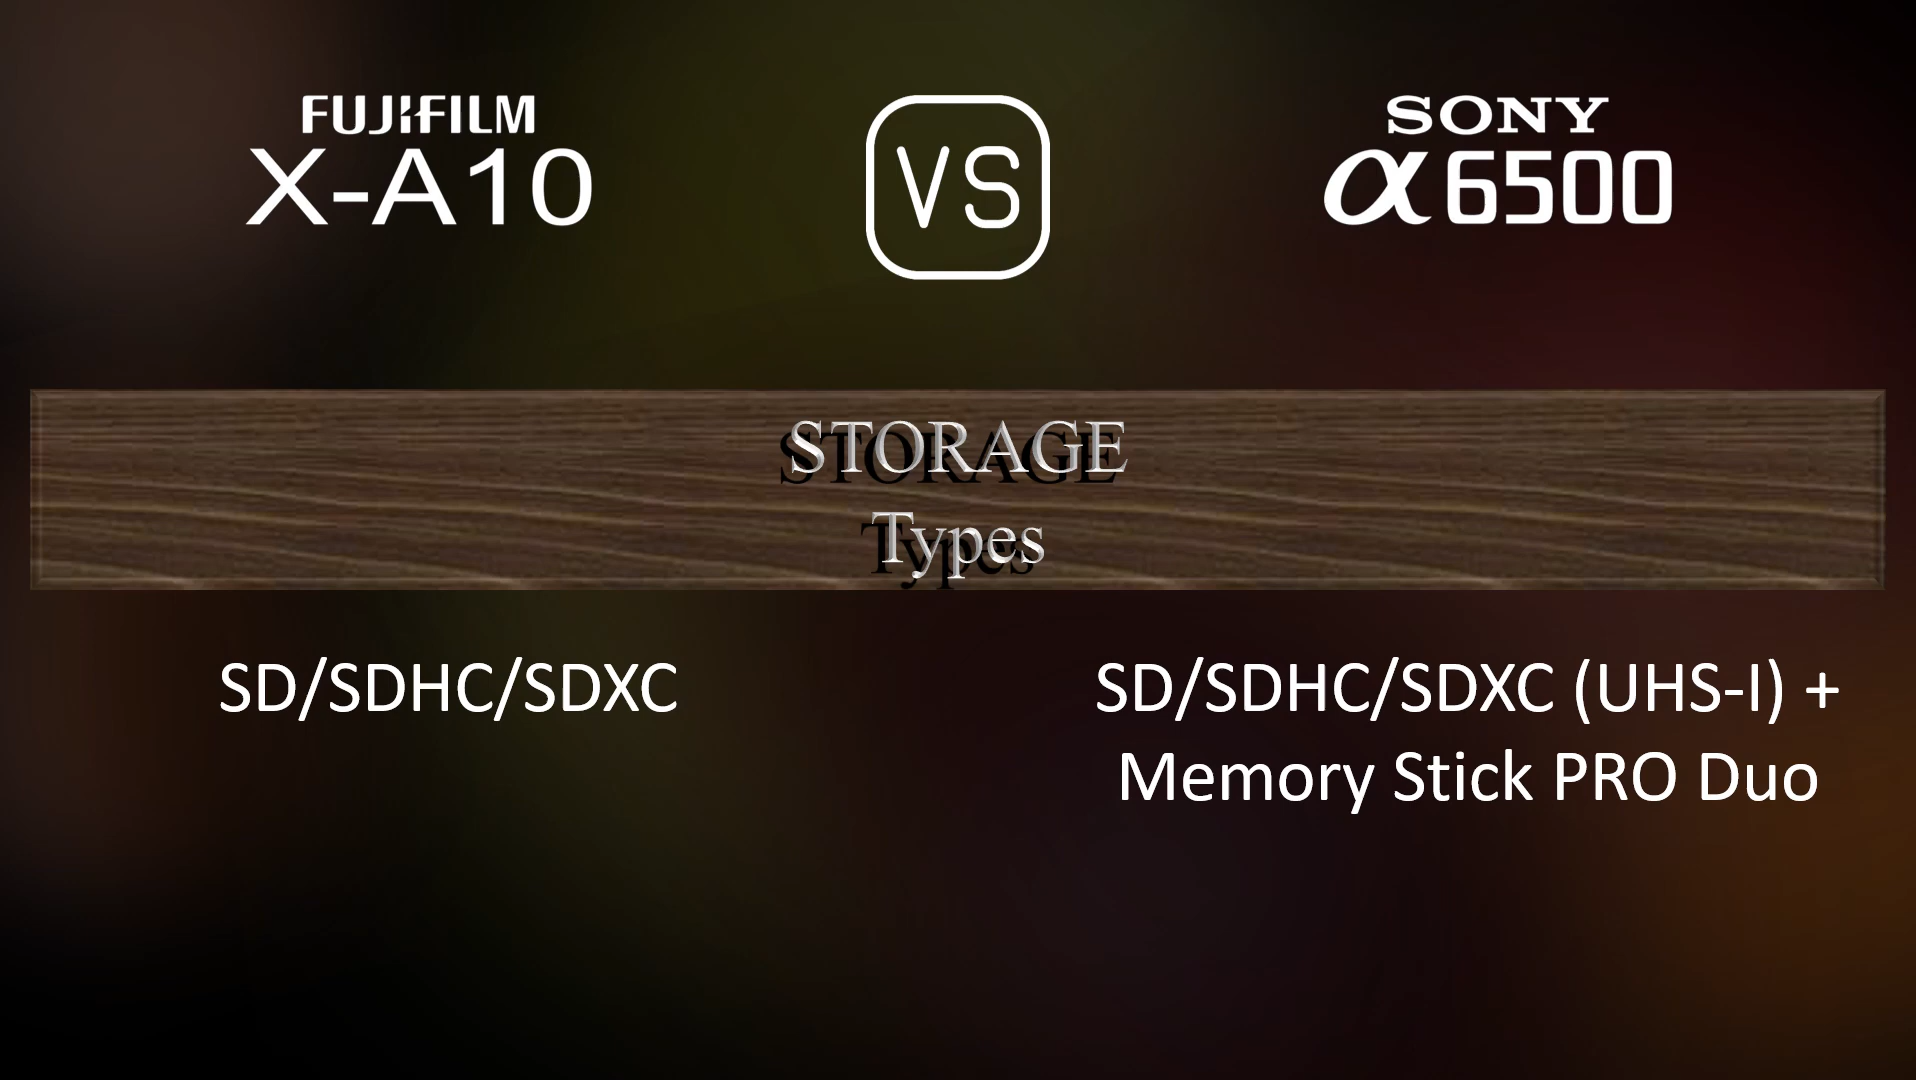 FUJIFILM
X-A10
VS
SONY
α6500
STORAGE
Types
SD/SDHC/SDXC
SD/SDHC/SDXC (UHS-I) +
Memory Stick PRO Duo